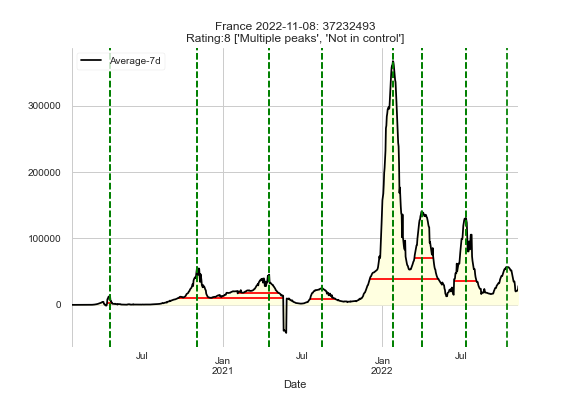 France 2022-11-08: 37232493
Rating:8 ['Multiple peaks', 'Not in control']
Average-7d
300000
200000
100000
0
Jul
Jan
2021
Jul
Jan
2022
Jul
Date